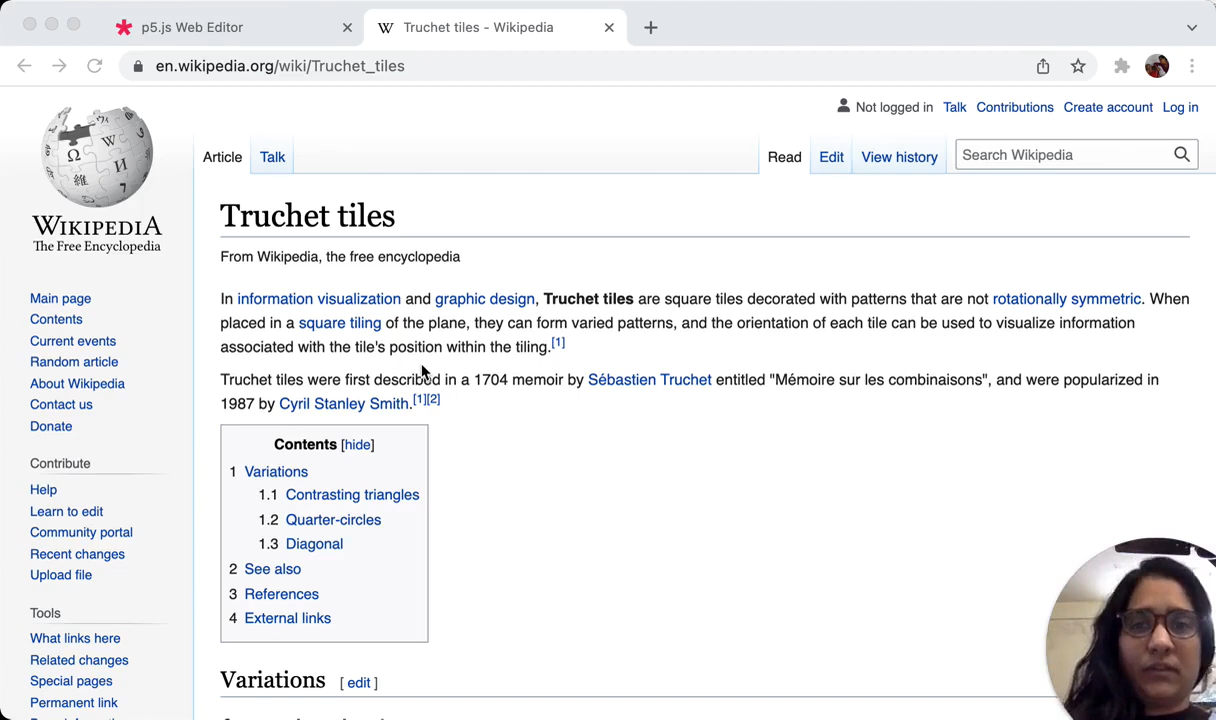 p5.js Web Editor
Truchet tiles - Wikipedia
en.wikipedia.org/wiki/Truchet_tiles
Not logged in Talk Contributions Create account Log in
Article Talk Read Edit View history Search Wikipedia
WIKIPEDIA
The Free Encyclopedia
Main page
Contents
Current events
Random article
About Wikipedia
Contact us
Donate
Contribute
Help
Learn to edit
Community portal
Recent changes
Upload file
Tools
What links here
Related changes
Special pages
Permanent link
Truchet tiles
From Wikipedia, the free encyclopedia
In information visualization and graphic design, Truchet tiles are square tiles decorated with patterns that are not rotationally symmetric. When
placed in a square tiling of the plane, they can form varied patterns, and the orientation of each tile can be used to visualize information
associated with the tile's position within the tiling.[1]
Truchet tiles were first described in a 1704 memoir by Sébastien Truchet entitled "Mémoire sur les combinaisons", and were popularized in
1987 by Cyril Stanley Smith.[1][2]
Contents [hide]
1 Variations
1.1 Contrasting triangles
1.2 Quarter-circles
1.3 Diagonal
2 See also
3 References
4 External links
Variations [ edit ]